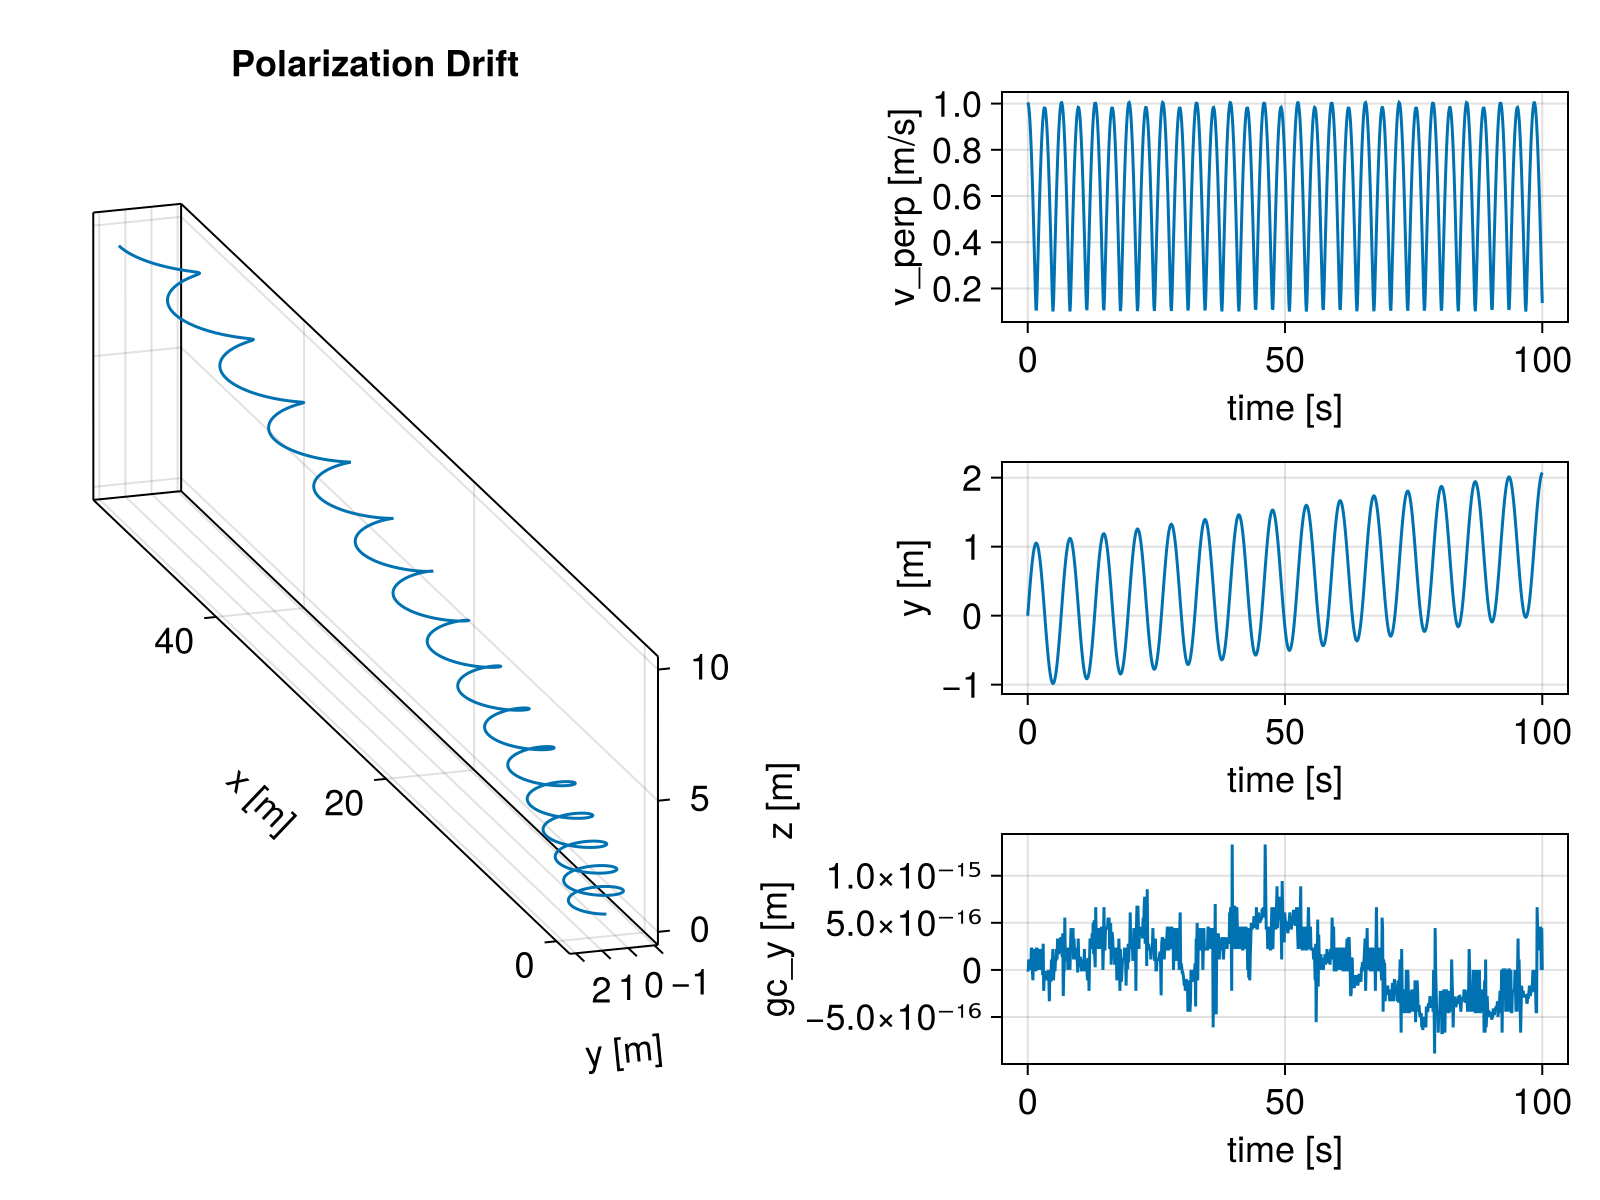 Polarization Drift
40
20
0
x [m]
2 1 0 −1
y [m]
10
5
0
z [m]
1.0
0.8
0.6
0.4
0.2
v_perp [m/s]
0 50 100
time [s]
2
1
0
−1
y [m]
0 50 100
time [s]
1.0×10⁻¹⁵
5.0×10⁻¹⁶
0
−5.0×10⁻¹⁶
gc_y [m]
0 50 100
time [s]